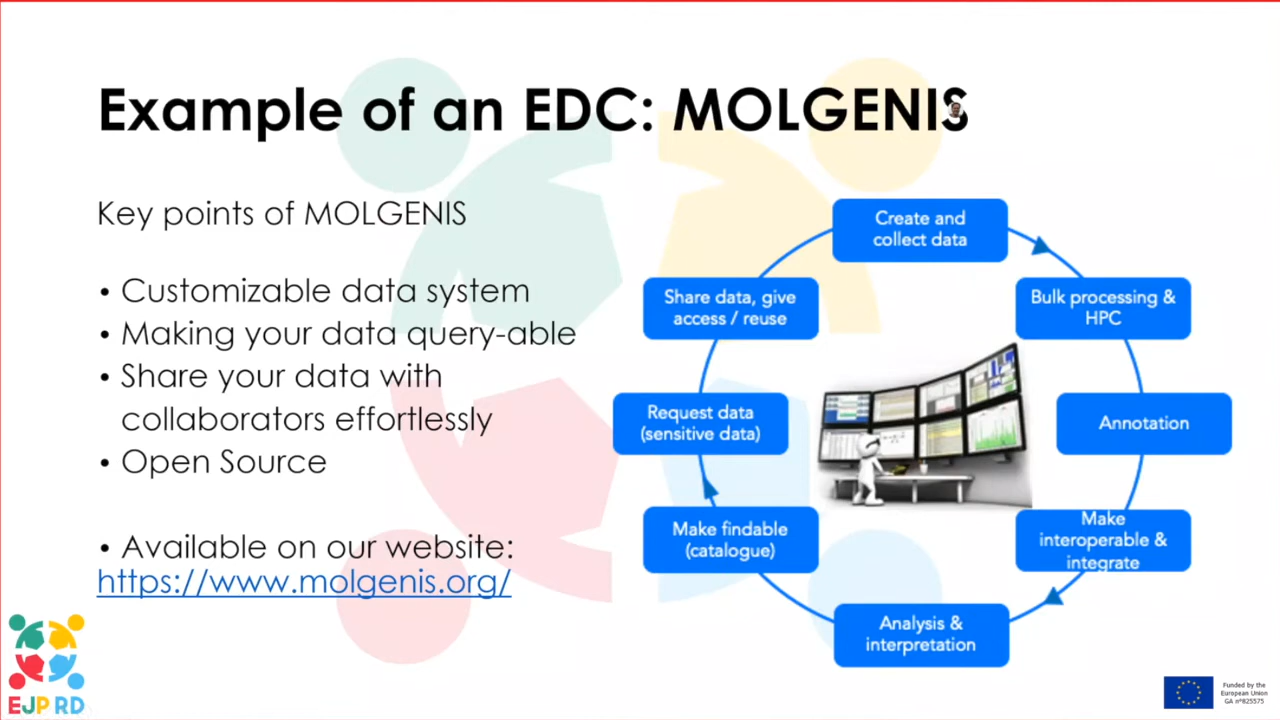 Example of an EDC: MOLGENIS
Key points of MOLGENIS
• Customizable data system
• Making your data query-able
• Share your data with
collaborators effortlessly
• Open Source
• Available on our website:
https://www.molgenis.org/
Create and
collect data
Bulk processing &
HPC
Annotation
Make
interoperable &
integrate
Analysis &
interpretation
Make findable
(catalogue)
Request data
(sensitive data)
Share data, give
access / reuse
EJP RD
Funded by the
European Union
GA n°825575